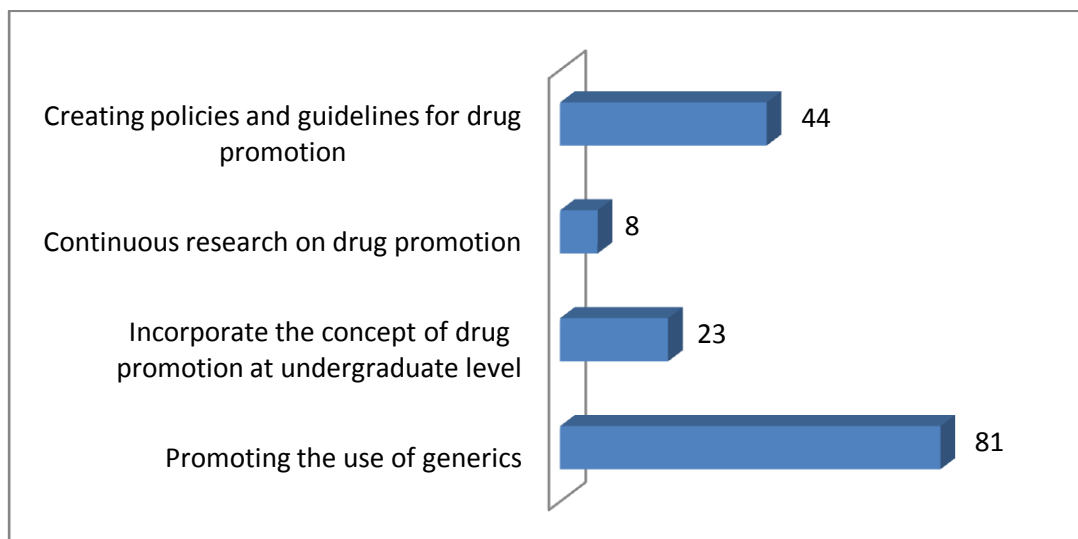 Creating policies and guidelines for drug
promotion
44
Continuous research on drug promotion
8
Incorporate the concept of drug
promotion at undergraduate level
23
Promoting the use of generics
81